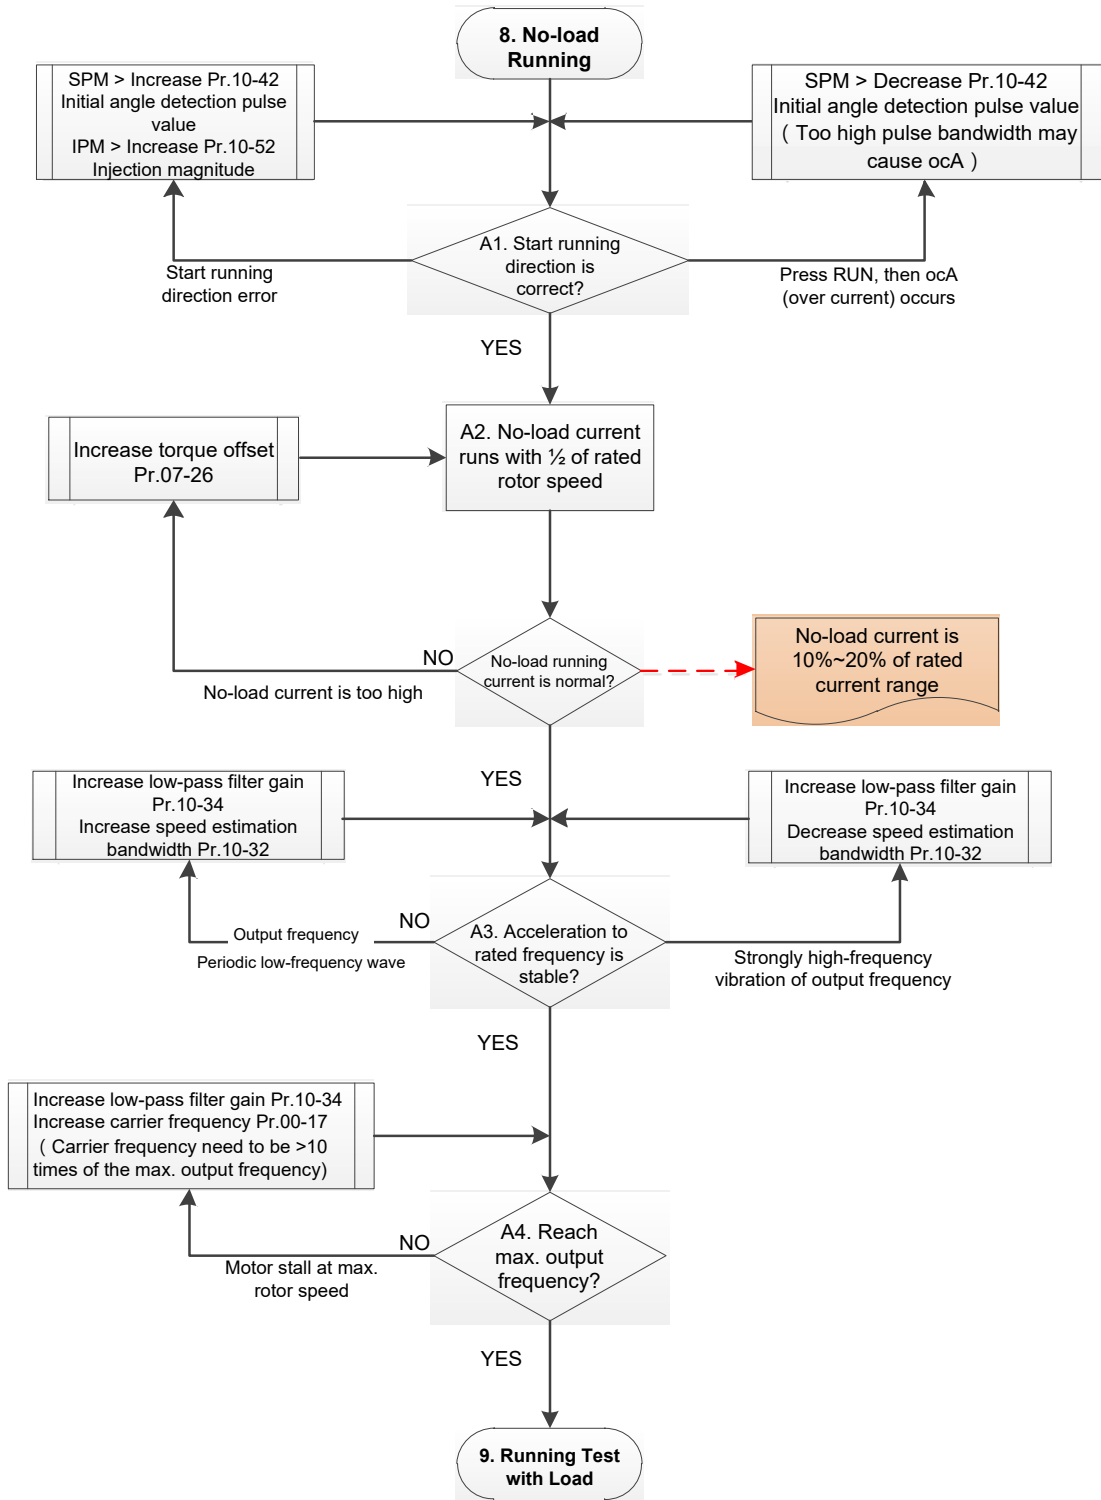 8. No-load
Running
SPM > Increase Pr.10-42
Initial angle detection pulse
value
IPM > Increase Pr.10-52
Injection magnitude
SPM > Decrease Pr.10-42
Initial angle detection pulse value
( Too high pulse bandwidth may
cause ocA )
A1. Start running
direction is
correct?
Start running
direction error
Press RUN, then ocA
(over current) occurs
YES
Increase torque offset
Pr.07-26
A2. No-load current
runs with ½ of rated
rotor speed
NO
No-load current is too high
No-load running
current is normal?
No-load current is
10%~20% of rated
current range
YES
Increase low-pass filter gain
Pr.10-34
Increase speed estimation
bandwidth Pr.10-32
Increase low-pass filter gain
Pr.10-34
Decrease speed estimation
bandwidth Pr.10-32
NO
Output frequency
Periodic low-frequency wave
A3. Acceleration to
rated frequency is
stable?
Strongly high-frequency
vibration of output frequency
YES
Increase low-pass filter gain Pr.10-34
Increase carrier frequency Pr.00-17
( Carrier frequency need to be >10
times of the max. output frequency)
NO
Motor stall at max.
rotor speed
A4. Reach
max. output
frequency?
YES
9. Running Test
with Load